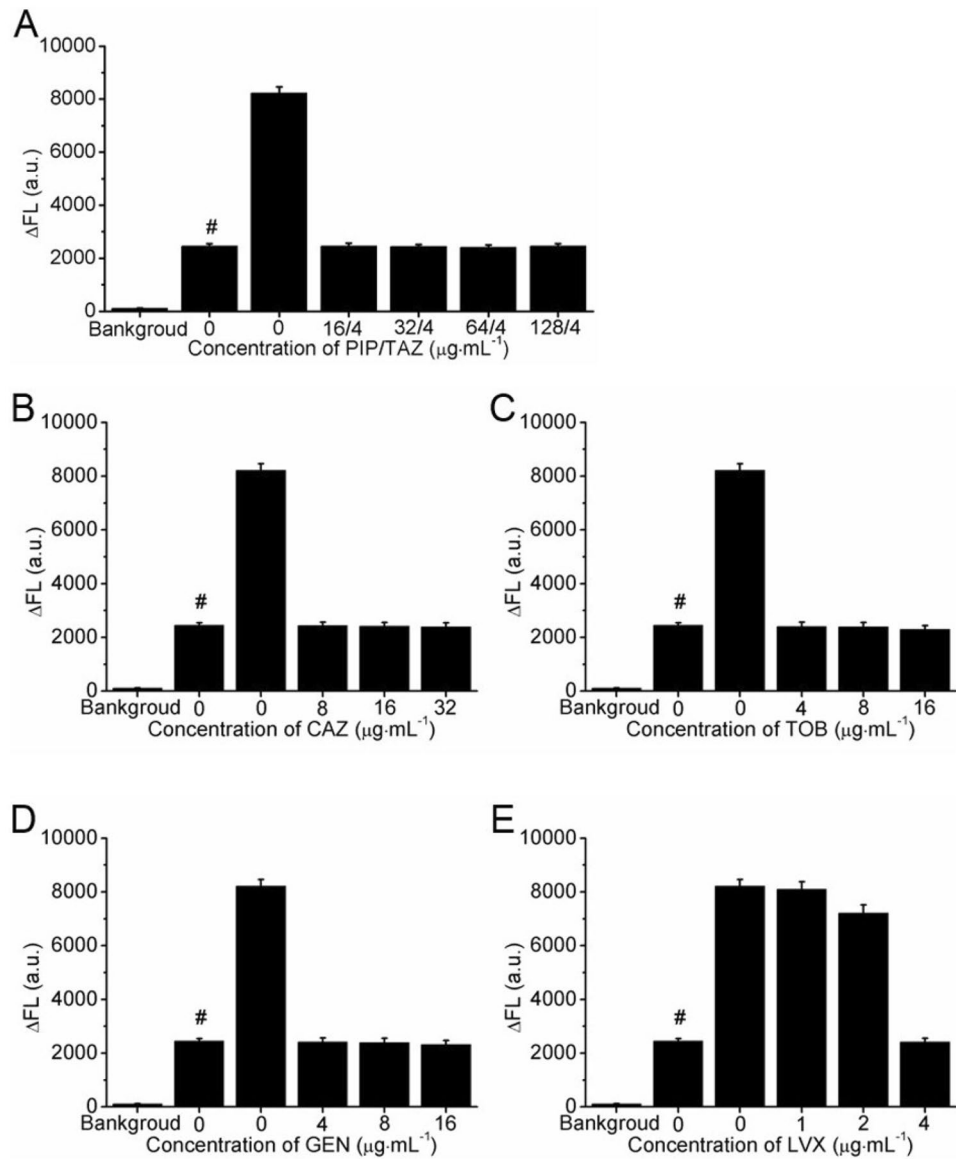 A
10000
8000
6000
4000
2000
0
ΔFL (a.u.)
#
Bankgroud 0 0 16/4 32/4 64/4 128/4
Concentration of PIP/TAZ (μg·mL⁻¹)
B
10000
8000
6000
4000
2000
0
ΔFL (a.u.)
#
Bankgroud 0 0 8 16 32
Concentration of CAZ (μg·mL⁻¹)
C
10000
8000
6000
4000
2000
0
ΔFL (a.u.)
#
Bankgroud 0 0 4 8 16
Concentration of TOB (μg·mL⁻¹)
D
10000
8000
6000
4000
2000
0
ΔFL (a.u.)
#
Bankgroud 0 0 4 8 16
Concentration of GEN (μg·mL⁻¹)
E
10000
8000
6000
4000
2000
0
ΔFL (a.u.)
#
Bankgroud 0 0 1 2 4
Concentration of LVX (μg·mL⁻¹)